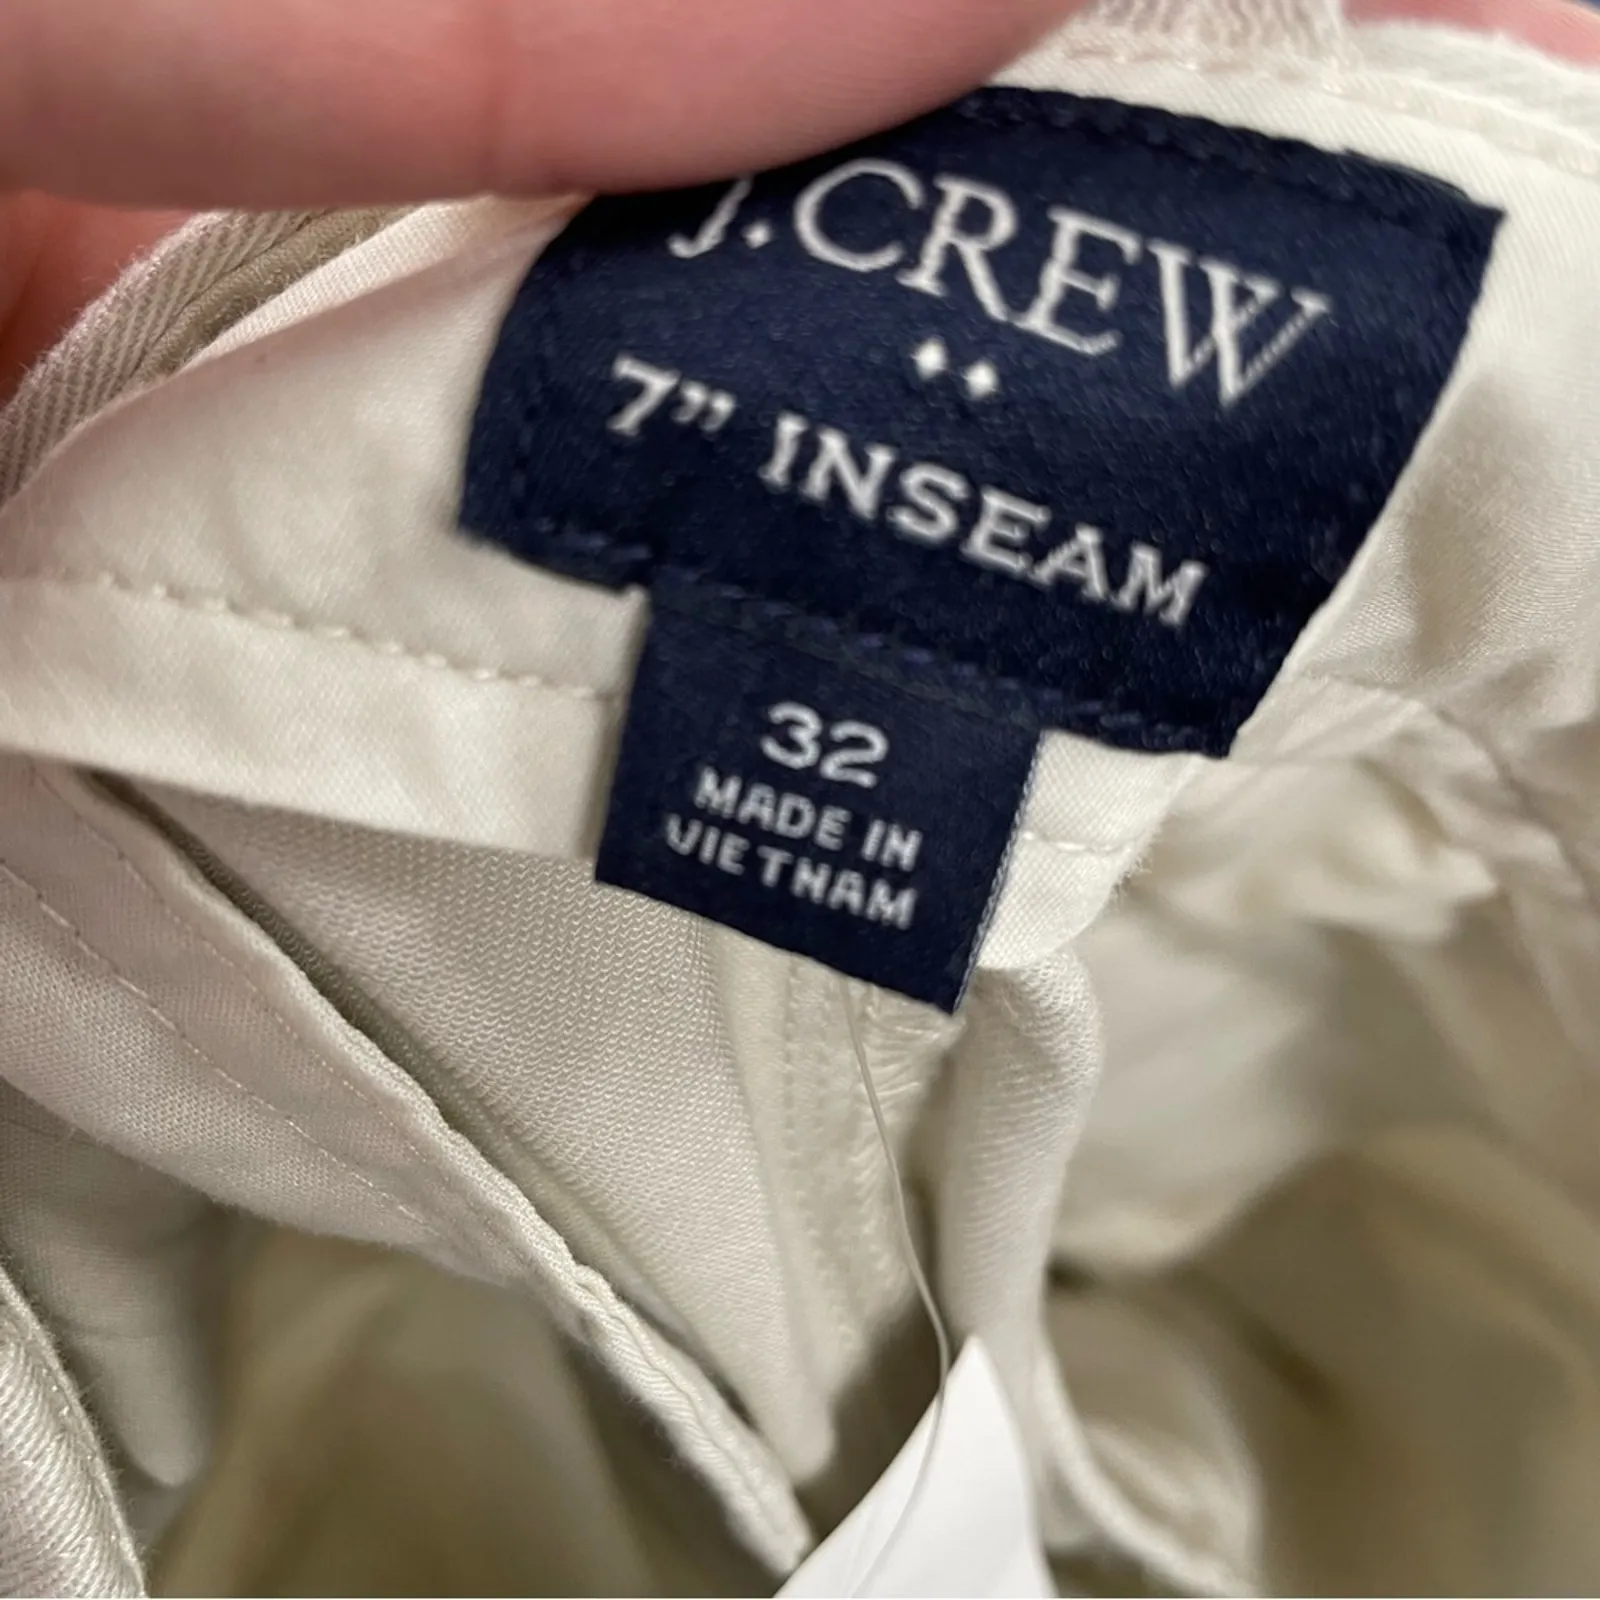 J.CREW
7” INSEAM
32
MADE IN
VIETNAM